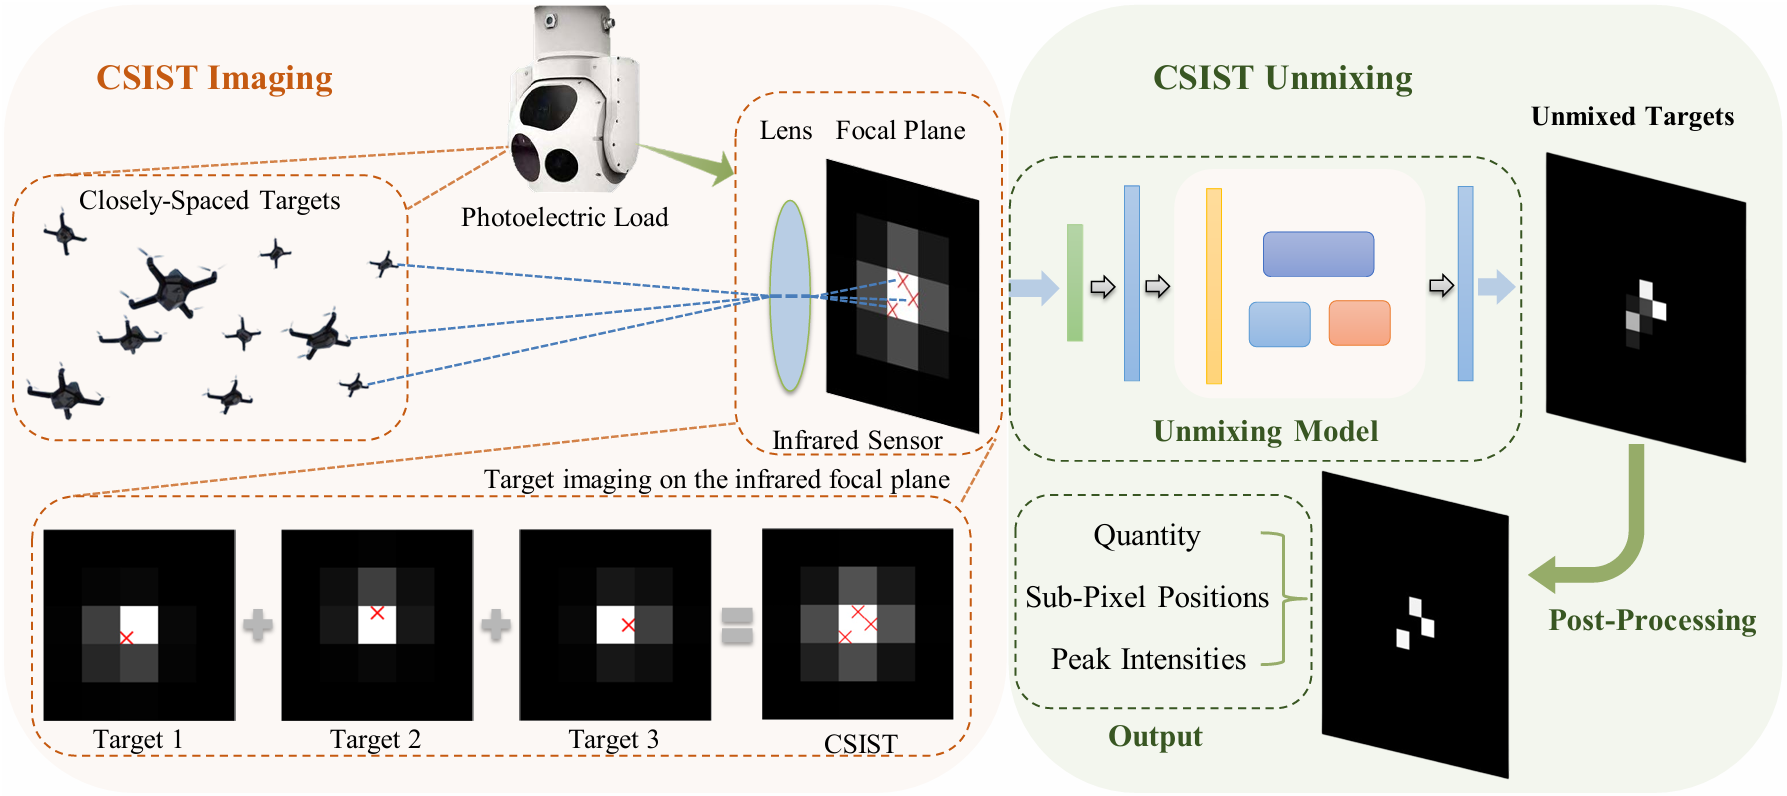 CSIST Imaging
Closely-Spaced Targets
Photoelectric Load
Lens Focal Plane
Infrared Sensor
Target imaging on the infrared focal plane
Target 1
Target 2
Target 3
CSIST
CSIST Unmixing
Unmixed Targets
Unmixing Model
Quantity
Sub-Pixel Positions
Peak Intensities
Output
Post-Processing